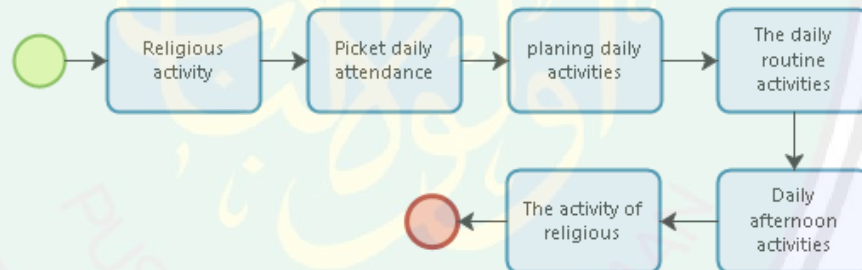 Religious
activity
Picket daily
attendance
planing daily
activities
The daily
routine
activities
Daily
afternoon
activities
The activity of
religious